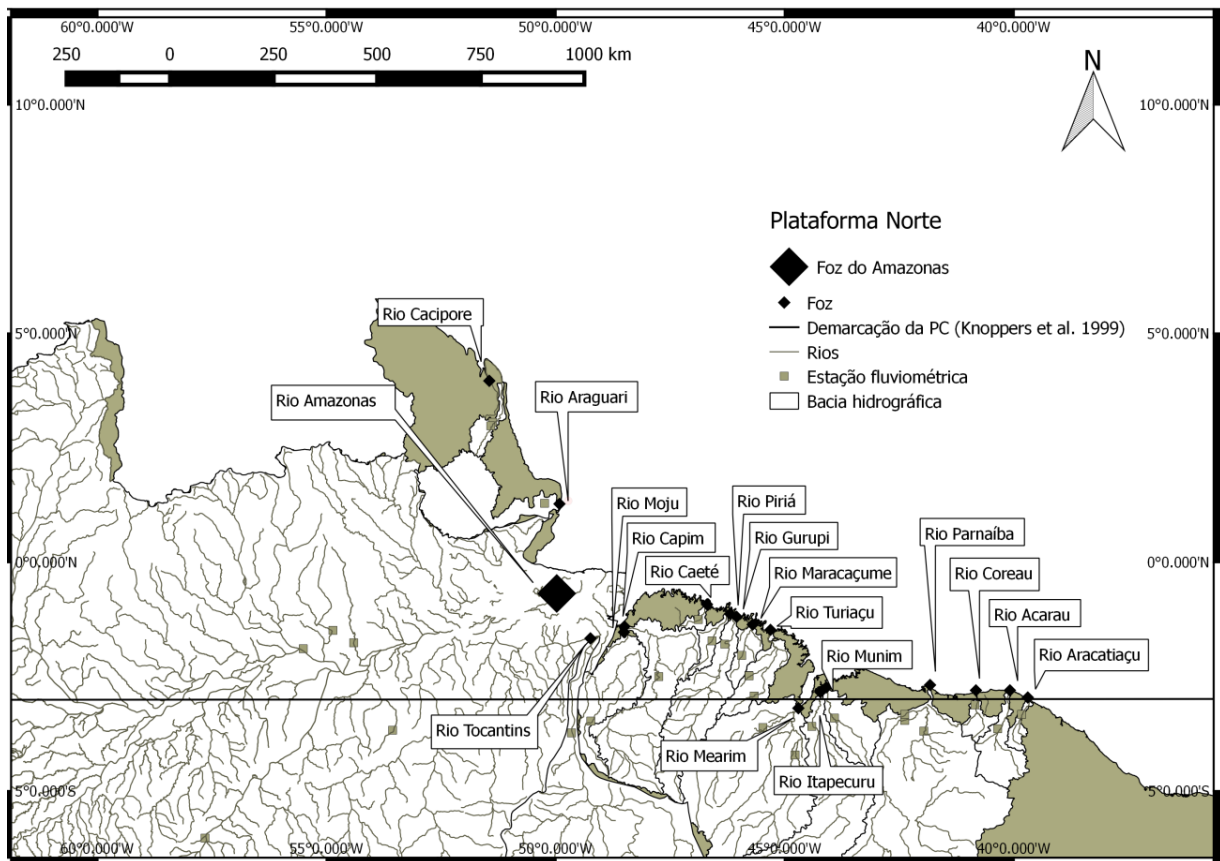 60°0.000'W 55°0.000'W 50°0.000'W 45°0.000'W 40°0.000'W
250 0 250 500 750 1000 km
N
10°0.000'N 10°0.000'N
Plataforma Norte
Foz do Amazonas
Foz
Demarcação da PC (Knoppers et al. 1999)
Rios
Estação fluviométrica
Bacia hidrográfica
5°0.000'N 5°0.000'N
Rio Cacipore
Rio Amazonas
Rio Araguari
Rio Moju
Rio Piriá
Rio Capim
Rio Gurupi
Rio Parnaíba
0°0.000'N 0°0.000'N
Rio Caeté
Rio Maracaçume
Rio Coreau
Rio Turiaçu
Rio Acarau
Rio Munim
Rio Aracatiaçu
Rio Tocantins
Rio Mearim
Rio Itapecuru
5°0.000'S 5°0.000'S
60°0.000'W 55°0.000'W 50°0.000'W 45°0.000'W 40°0.000'W